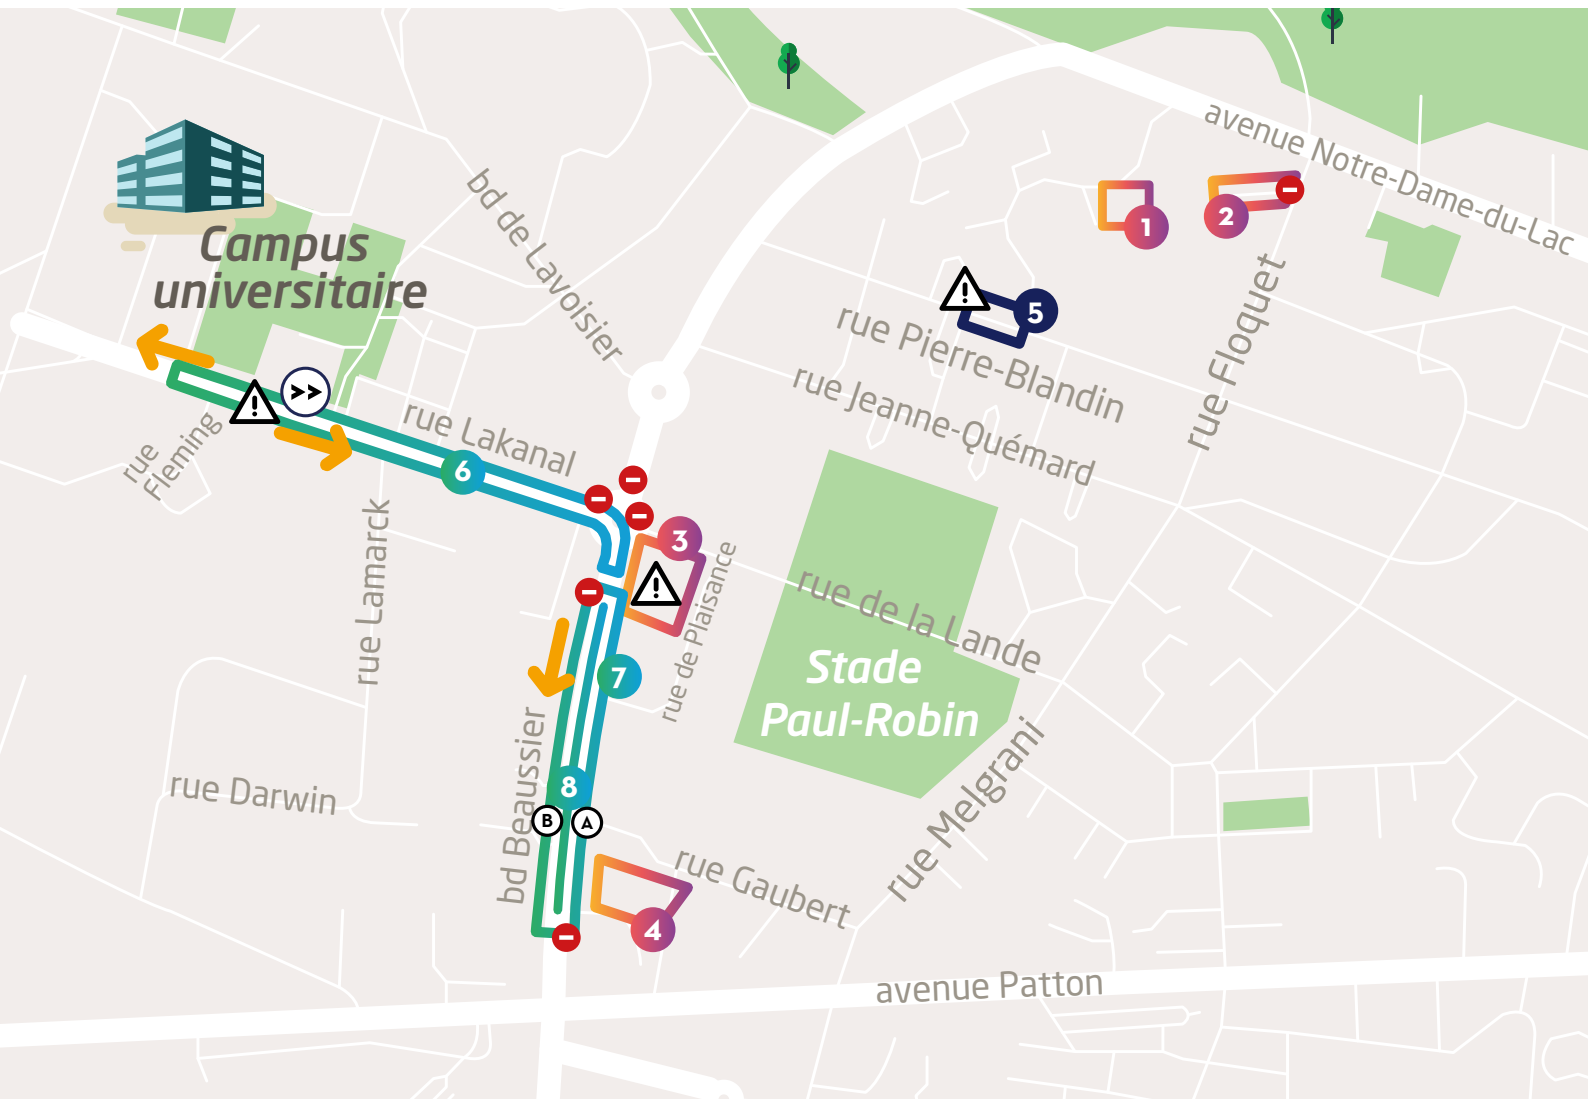 avenue Notre-Dame-du-Lac
1
2
bd de Lavoisier
Campus
universitaire
rue Floquet
5
rue Pierre-Blandin
rue Jeanne-Quémard
>>
!
!
rue
Fleming
rue Lakanal
6
rue Lamarck
3
!
rue de Plaisance
rue de la Lande
Stade
Paul-Robin
7
bd Beaussier
8
B
A
rue Darwin
rue Melgrani
rue Gaubert
4
avenue Patton